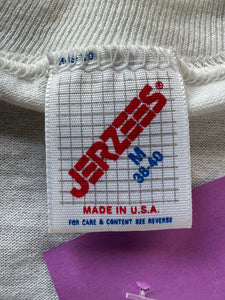 JERZEES®
M
38-40
MADE IN U.S.A.
FOR CARE & CONTENT SEE REVERSE